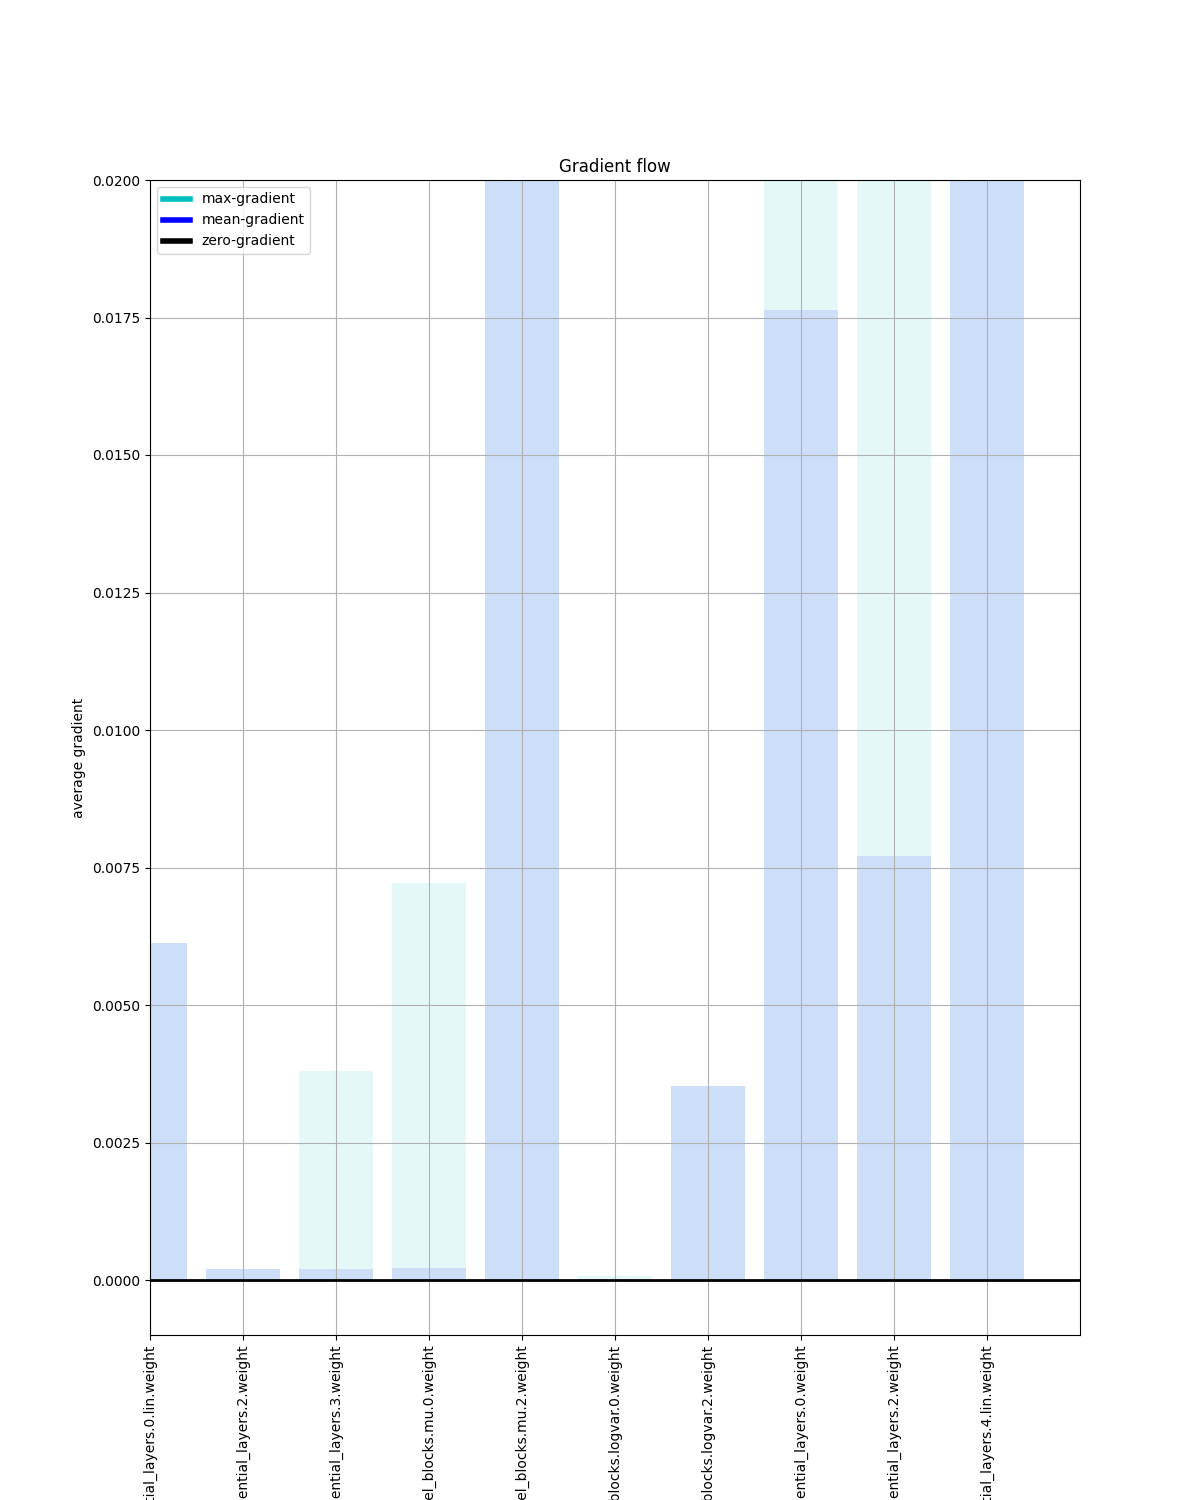 Gradient flow
max-gradient
mean-gradient
zero-gradient
0.0200
0.0175
0.0150
0.0125
0.0100
0.0075
0.0050
0.0025
0.0000
average gradient
tial_layers.0.lin.weight
ential_layers.2.weight
ential_layers.3.weight
el_blocks.mu.0.weight
el_blocks.mu.2.weight
blocks.logvar.0.weight
blocks.logvar.2.weight
ential_layers.0.weight
ential_layers.2.weight
tial_layers.4.lin.weight